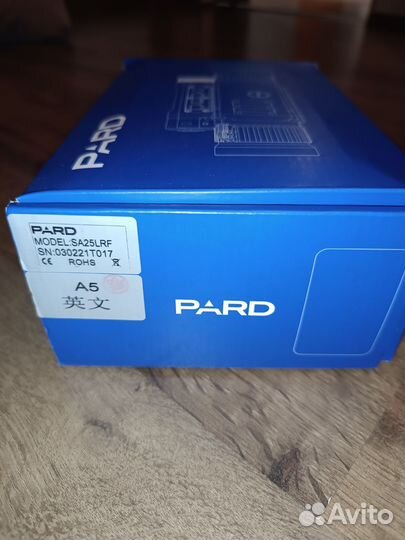 PARD
PARD
MODEL:SA25LRF
SN:030221T017
CE ROHS
A5
英文
PARD
Avito